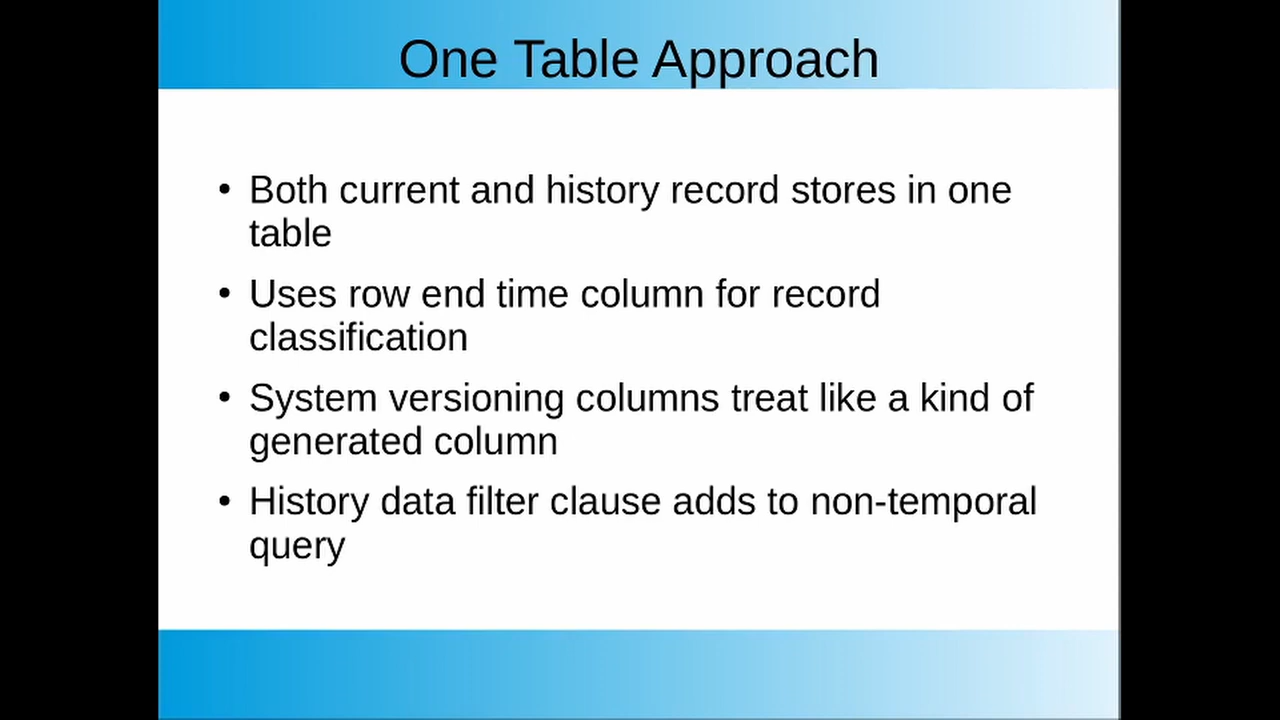 One Table Approach
• Both current and history record stores in one
table
• Uses row end time column for record
classification
• System versioning columns treat like a kind of
generated column
• History data filter clause adds to non-temporal
query